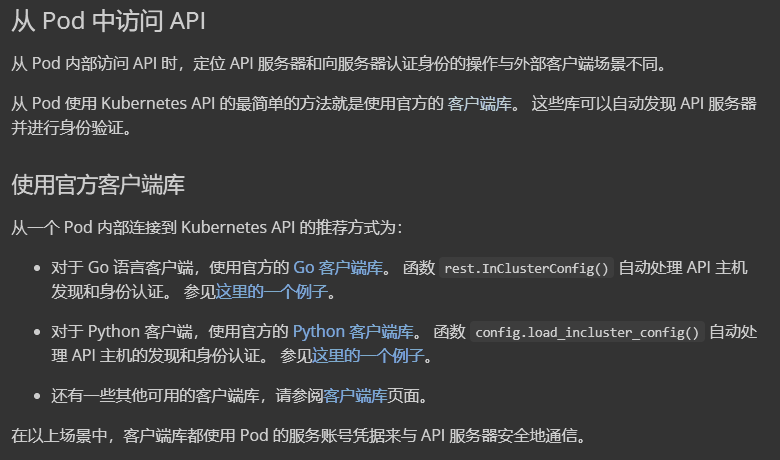 从 Pod 中访问 API
从 Pod 内部访问 API 时，定位 API 服务器和向服务器认证身份的操作与外部客户端场景不同。
从 Pod 使用 Kubernetes API 的最简单的方法就是使用官方的 客户端库。 这些库可以自动发现 API 服务器
并进行身份验证。
使用官方客户端库
从一个 Pod 内部连接到 Kubernetes API 的推荐方式为：
• 对于 Go 语言客户端，使用官方的 Go 客户端库。 函数 rest.InClusterConfig() 自动处理 API 主机
发现和身份认证。 参见这里的一个例子。
• 对于 Python 客户端，使用官方的 Python 客户端库。 函数 config.load_incluster_config() 自动处
理 API 主机的发现和身份认证。 参见这里的一个例子。
• 还有一些其他可用的客户端库，请参阅客户端库页面。
在以上场景中，客户端库都使用 Pod 的服务账号凭据来与 API 服务器安全地通信。